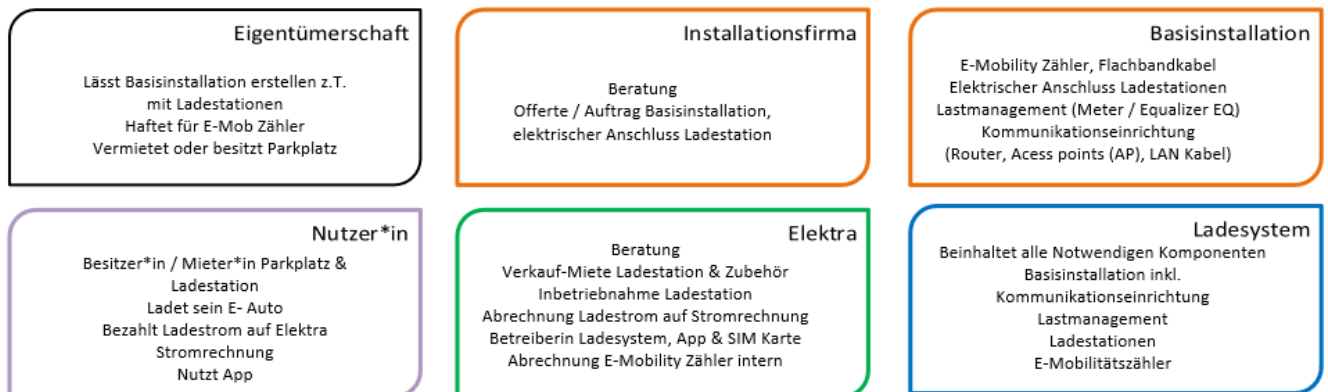 Eigentümerschaft
Lässt Basisinstallation erstellen z.T.
mit Ladestationen
Haftet für E-Mob Zähler
Vermietet oder besitzt Parkplatz
Installationsfirma
Beratung
Offerte / Auftrag Basisinstallation,
elektrischer Anschluss Ladestation
Basisinstallation
E-Mobility Zähler, Flachbandkabel
Elektrischer Anschluss Ladestationen
Lastmanagement (Meter / Equalizer EQ)
Kommunikationseinrichtung
(Router, Acess points (AP), LAN Kabel)
Nutzer*in
Besitzer*in / Mieter*in Parkplatz &
Ladestation
Ladet sein E- Auto
Bezahlt Ladestrom auf Elektra
Stromrechnung
Nutzt App
Elektra
Beratung
Verkauf-Miete Ladestation & Zubehör
Inbetriebnahme Ladestation
Abrechnung Ladestrom auf Stromrechnung
Betreiberin Ladesystem, App & SIM Karte
Abrechnung E-Mobility Zähler intern
Ladesystem
Beinhaltet alle Notwendigen Komponenten
Basisinstallation inkl.
Kommunikationseinrichtung
Lastmanagement
Ladestationen
E-Mobilitätszähler